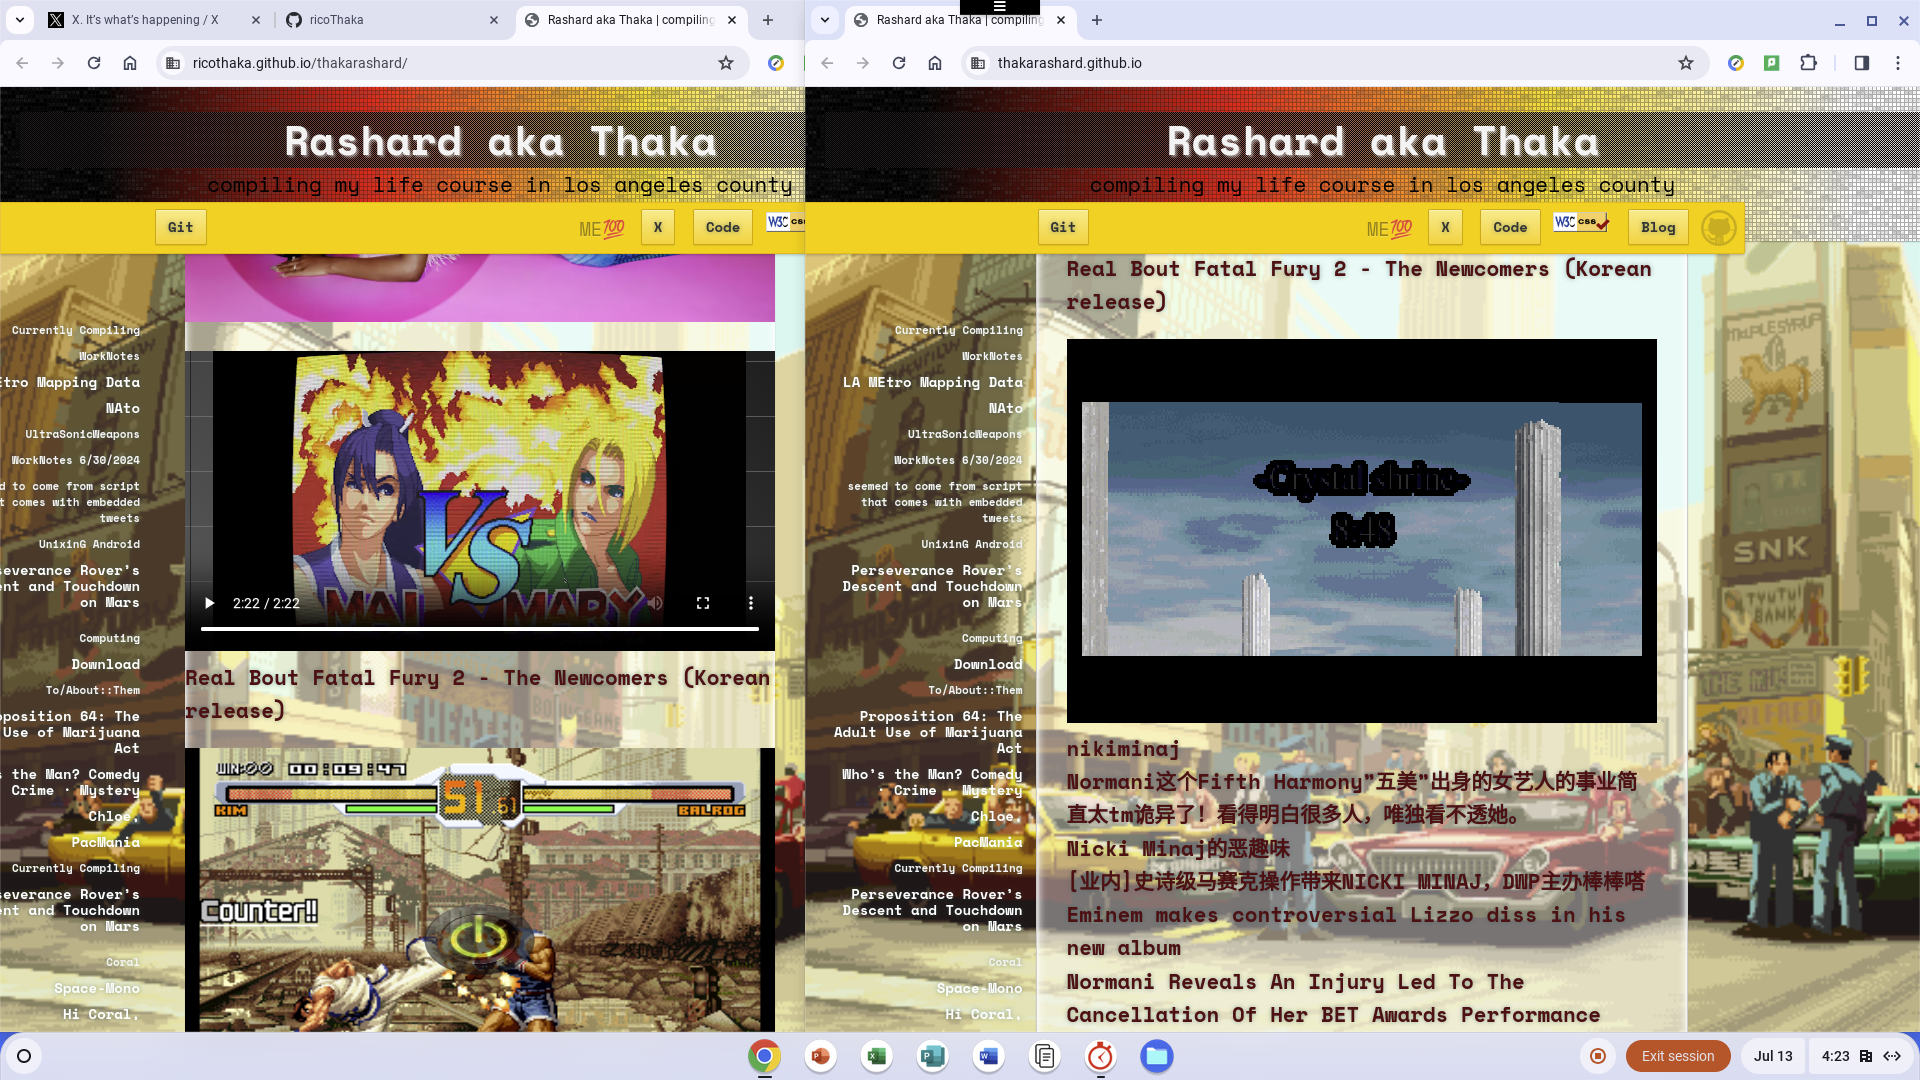 X. It's what's happening / X
ricoThaka
Rashard aka Thaka | compiling
ricothaka.github.io/thakarashard/
Rashard aka Thaka
compiling my life course in los angeles county
Git
ME💯
X
Code
W3C css
Currently Compiling
WorkNotes
Etro Mapping Data
NAto
UltraSonicWeapons
WorkNotes 6/30/2024
d to come from script
t comes with embedded
tweets
UnixinG Android
erseverance Rover's
ent and Touchdown
on Mars
Computing
Download
To/About::Them
oposition 64: The
Use of Marijuana
Act
s the Man? Comedy
Crime · Mystery
Chloe,
PacMania
Currently Compiling
erseverance Rover's
ent and Touchdown
on Mars
Coral
Space-Mono
Hi Coral,
VS
MAI
MARY
2:22 / 2:22
Real Bout Fatal Fury 2 - The Newcomers (Korean
release)
00:09:47
51
61
KIM
BALROG
Counter!!
Rashard aka Thaka | compiling
thakarashard.github.io
Rashard aka Thaka
compiling my life course in los angeles county
Git
ME💯
X
Code
W3C css
Blog
Currently Compiling
WorkNotes
LA MEtro Mapping Data
NAto
UltraSonicWeapons
WorkNotes 6/30/2024
seemed to come from script
that comes with embedded
tweets
UnixinG Android
Perseverance Rover's
Descent and Touchdown
on Mars
Computing
Download
To/About::Them
Proposition 64: The
Adult Use of Marijuana
Act
Who's the Man? Comedy
· Crime · Mystery
Chloe,
PacMania
Currently Compiling
Perseverance Rover's
Descent and Touchdown
on Mars
Coral
Space-Mono
Hi Coral,
Real Bout Fatal Fury 2 - The Newcomers (Korean
release)
<Crystal shrine>
8:48
nikiminaj
Normani这个Fifth Harmony"五美"出身的女艺人的事业简
直太tm诡异了！看得明白很多人，唯独看不透她。
Nicki Minaj的恶趣味
[业内]史诗级马赛克操作带来NICKI MINAJ，DWP主办棒棒嗒
Eminem makes controversial Lizzo diss in his
new album
Normani Reveals An Injury Led To The
Cancellation Of Her BET Awards Performance
SNK
Exit session
Jul 13
4:23